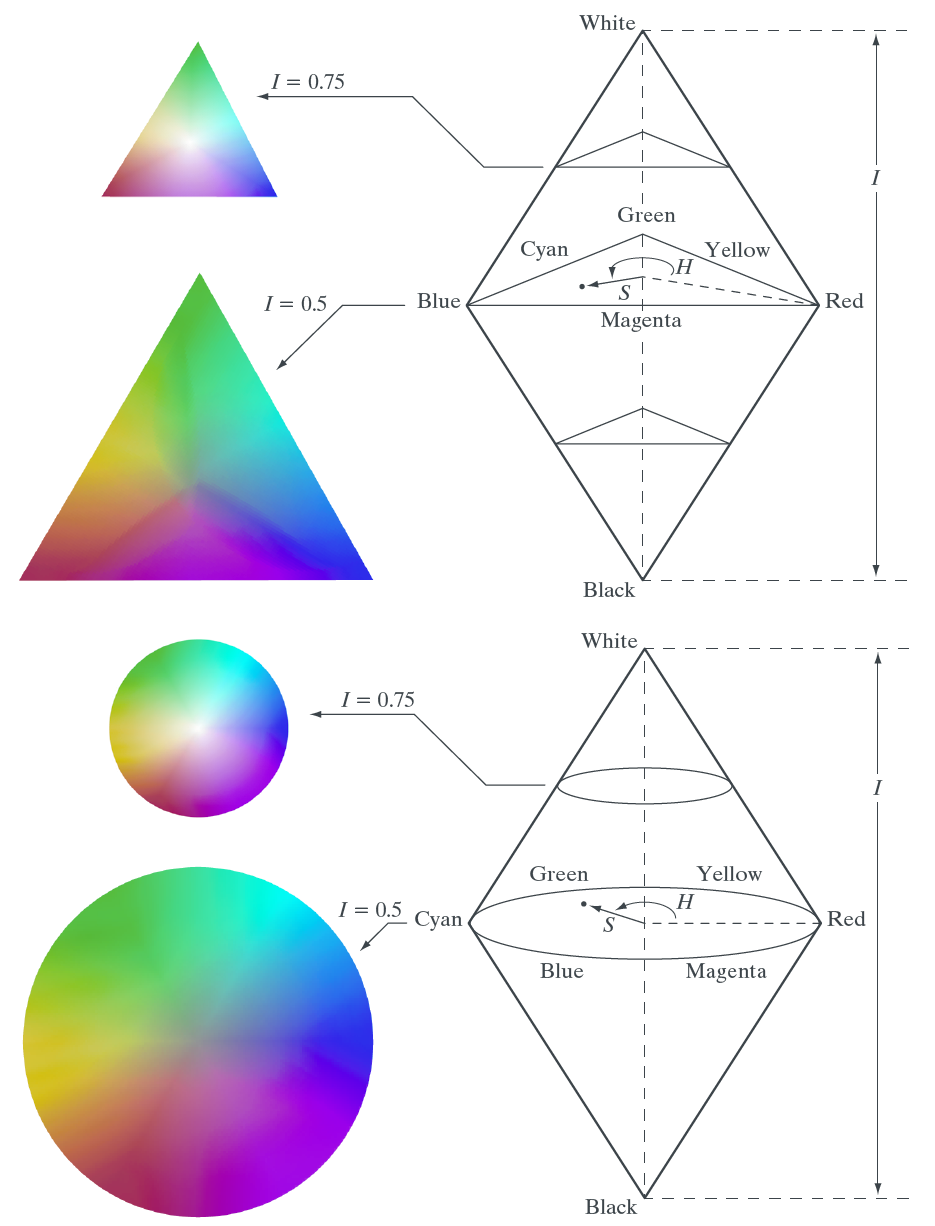 White
I = 0.75
I
Green
Cyan
Yellow
H
I = 0.5
Blue
S
Red
Magenta
Black
White
I = 0.75
I
Green
Yellow
H
I = 0.5
Cyan
S
Red
Blue
Magenta
Black